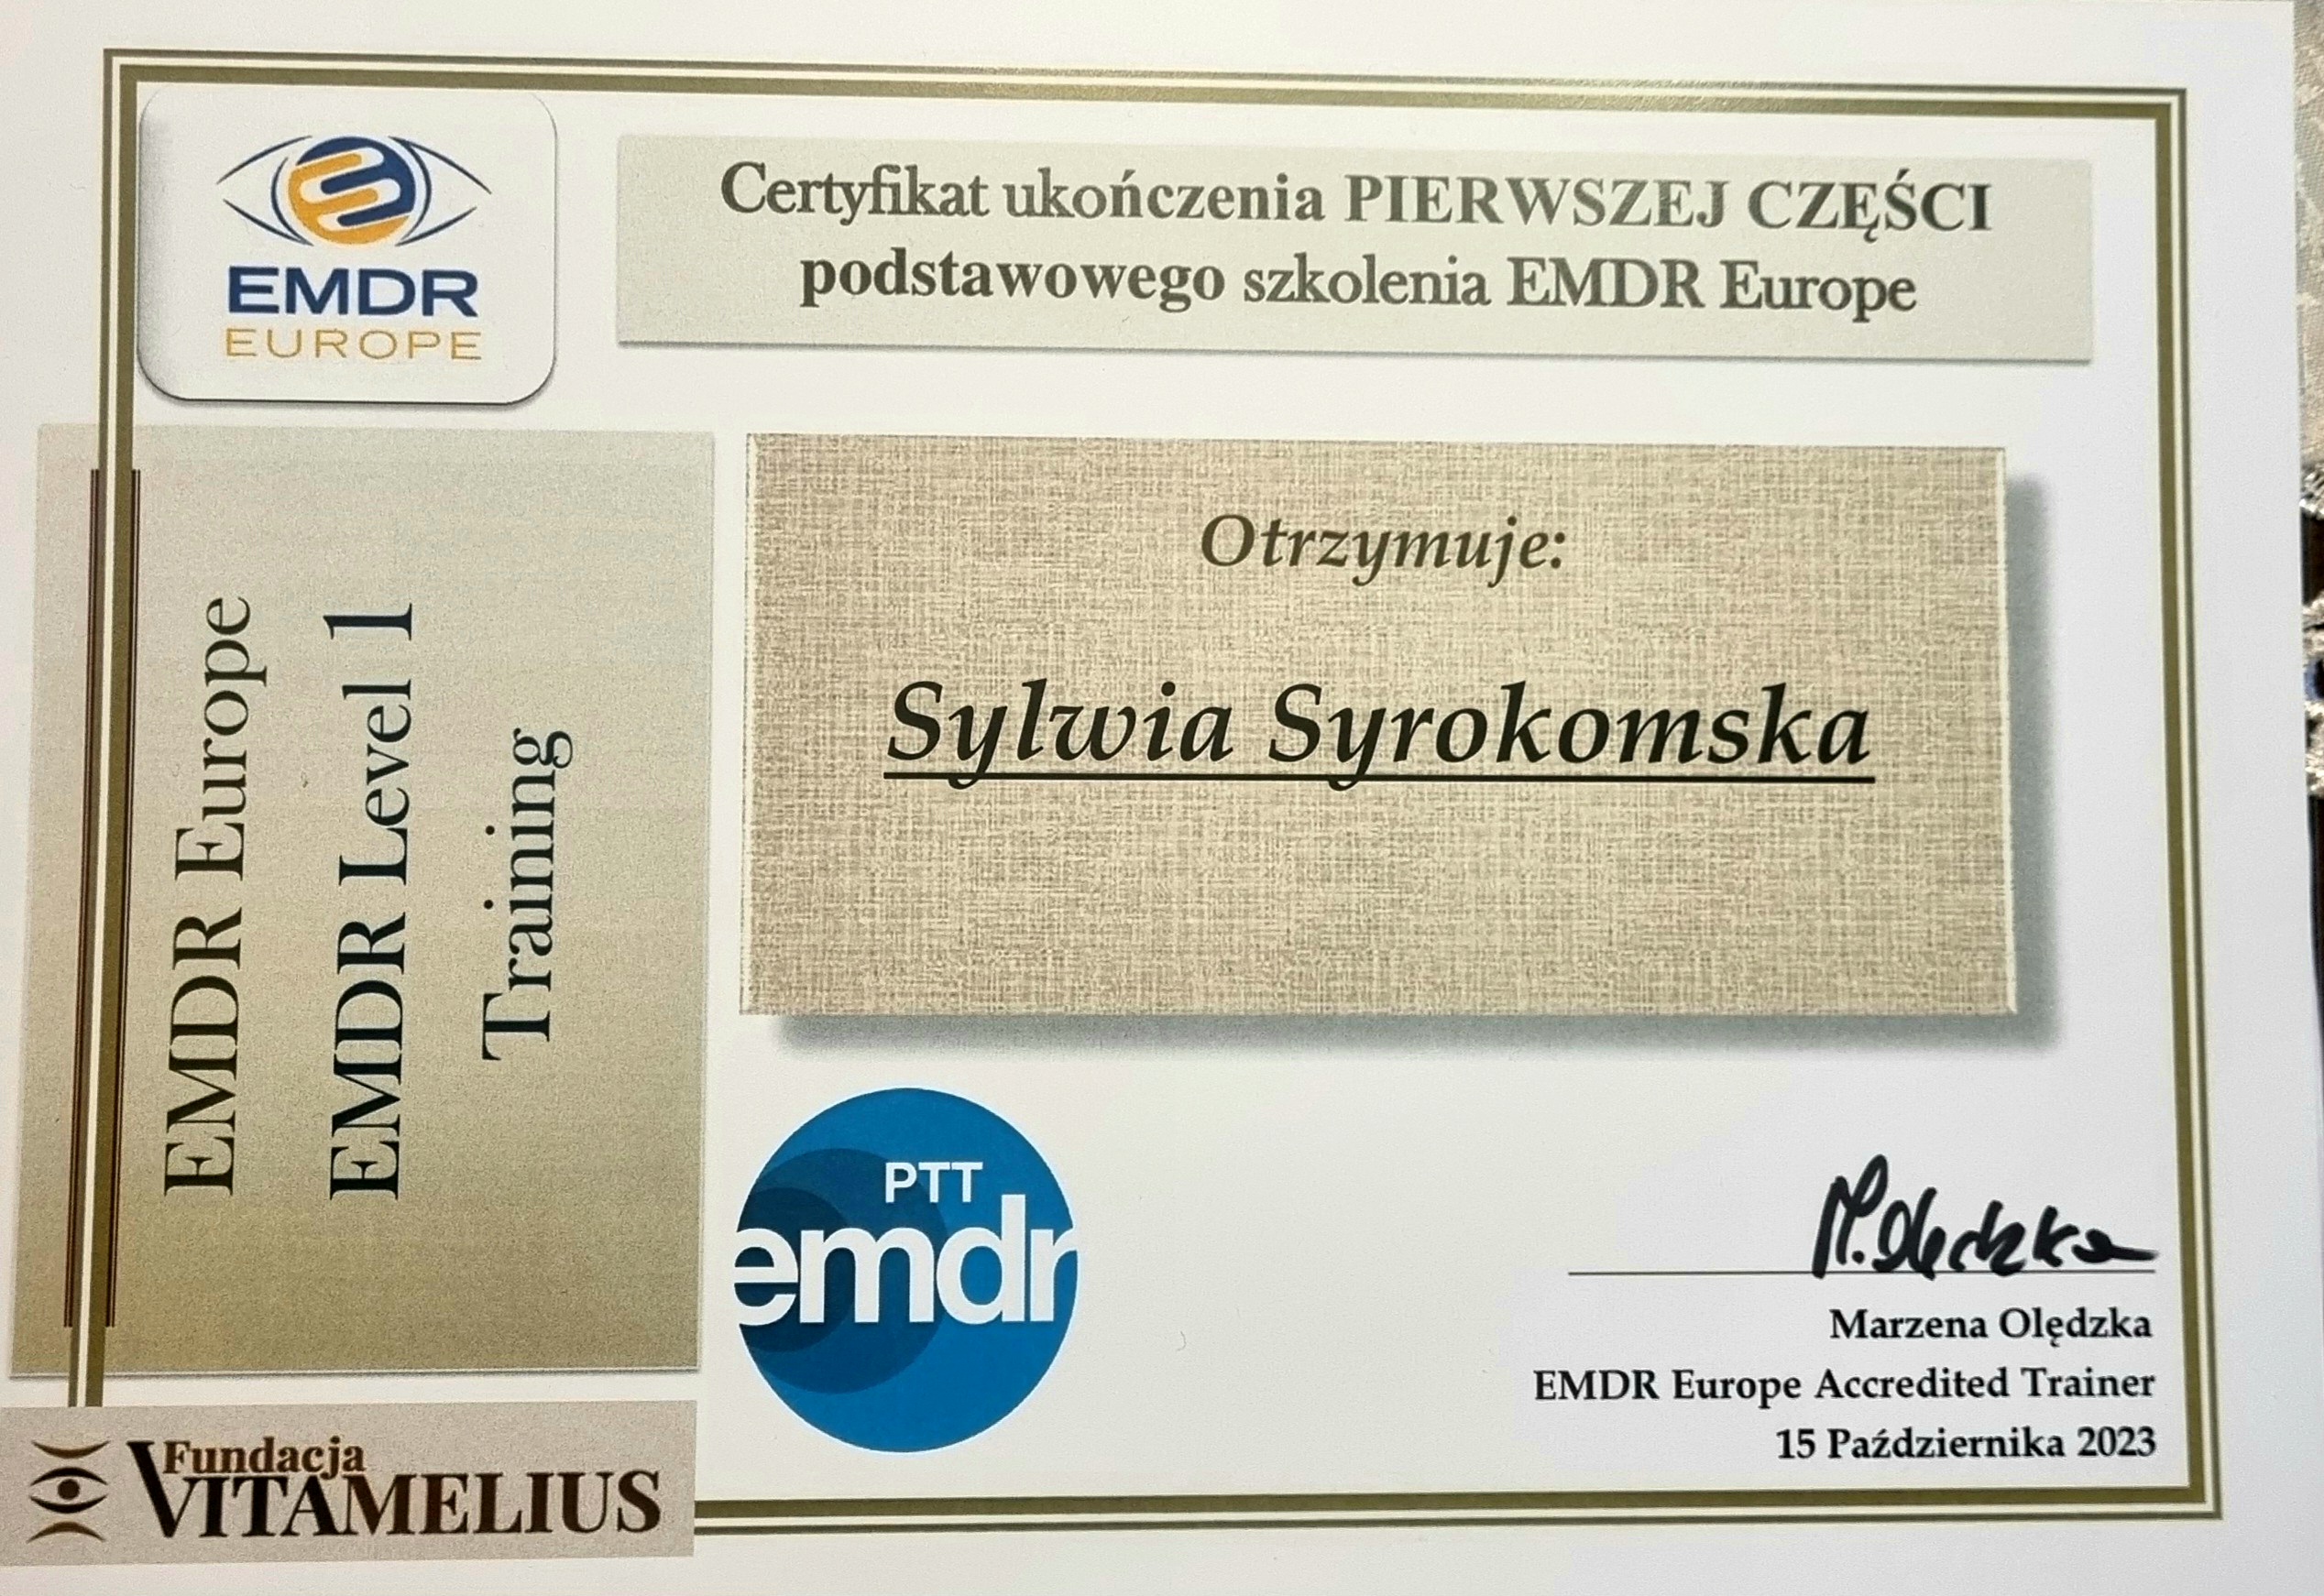 EMDR
EUROPE
Certyfikat ukończenia PIERWSZEJ CZĘŚCI
podstawowego szkolenia EMDR Europe
EMDR Europe
EMDR Level 1
Training
Otrzymuje:
Sylwia Syrokomska
PTT
emdr
M. Olędzka
Marzena Olędzka
EMDR Europe Accredited Trainer
15 Października 2023
Fundacja
VITAMELIUS